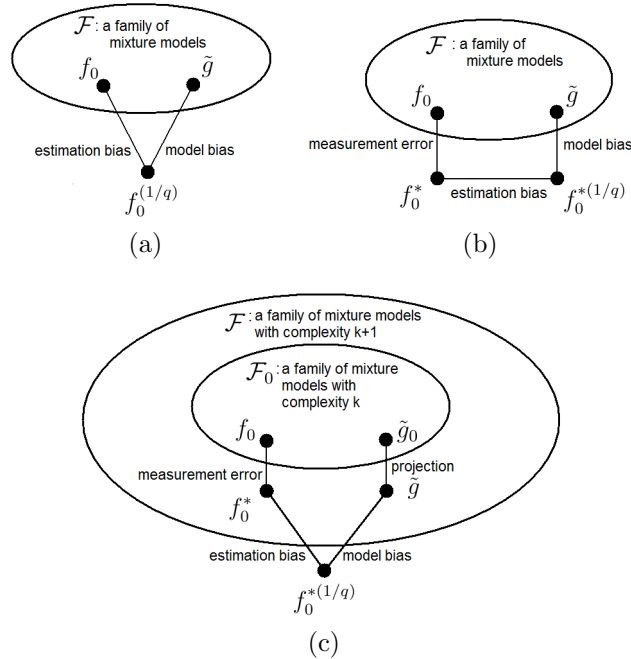 𝓕 : a family of
mixture models
f₀ g̃
estimation bias model bias
f₀^(1/q)
(a)
𝓕 : a family of
mixture models
f₀ g̃
measurement error model bias
estimation bias
f₀* f₀*^(1/q)
(b)
𝓕 : a family of mixture models
with complexity k+1
𝓕₀ : a family of mixture
models with
complexity k
f₀ g̃₀
measurement error projection
f₀* g̃
estimation bias model bias
f₀*^(1/q)
(c)